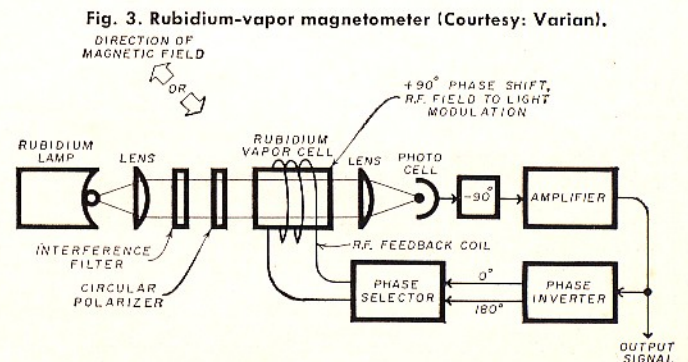 Fig. 3. Rubidium-vapor magnetometer (Courtesy: Varian).
DIRECTION OF
MAGNETIC FIELD
OR
+90° PHASE SHIFT,
R.F. FIELD TO LIGHT
MODULATION
RUBIDIUM
LAMP
LENS
RUBIDIUM
VAPOR CELL
LENS
PHOTO
CELL
-90°
AMPLIFIER
INTERFERENCE
FILTER
CIRCULAR
POLARIZER
R.F. FEEDBACK COIL
PHASE
SELECTOR
0°
180°
PHASE
INVERTER
OUTPUT
SIGNAL